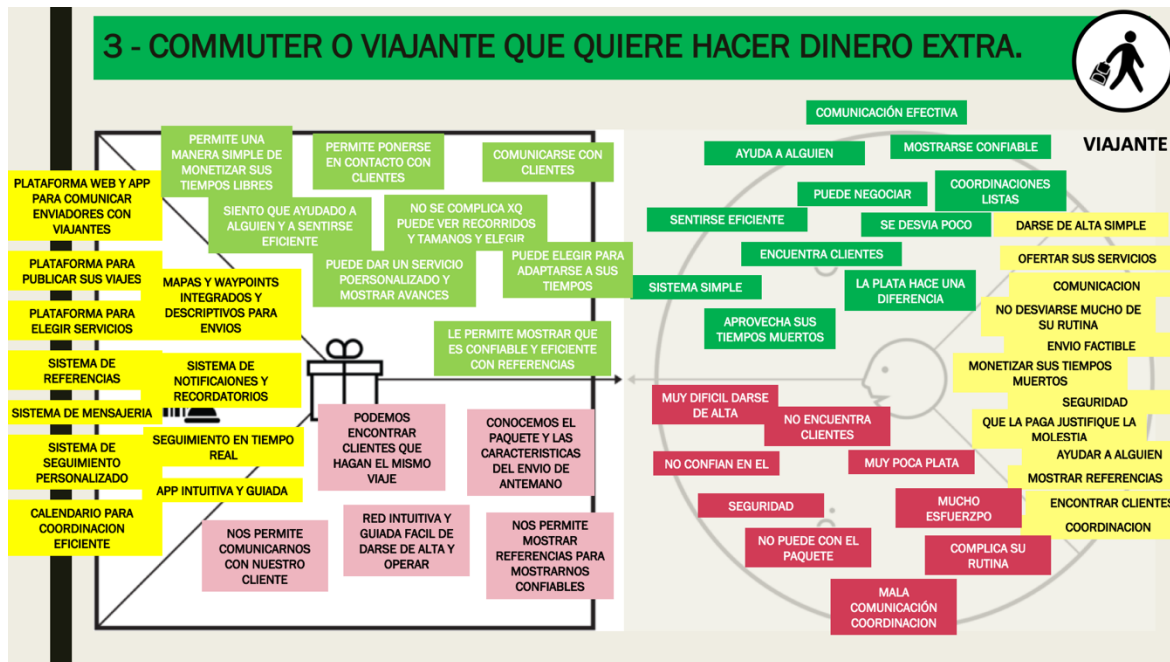 3 - COMMUTER O VIAJANTE QUE QUIERE HACER DINERO EXTRA.
VIAJANTE
PLATAFORMA WEB Y APP
PARA COMUNICAR
ENVIADORES CON
VIAJANTES
PLATAFORMA PARA
PUBLICAR SUS VIAJES
PLATAFORMA PARA
ELEGIR SERVICIOS
SISTEMA DE
REFERENCIAS
SISTEMA DE MENSAJERIA
SISTEMA DE
SEGUIMIENTO
PERSONALIZADO
CALENDARIO PARA
COORDINACION
EFICIENTE
MAPAS Y WAYPOINTS
INTEGRADOS Y
DESCRIPTIVOS PARA
ENVIOS
SISTEMA DE
NOTIFICAIONES Y
RECORDATORIOS
SEGUIMIENTO EN TIEMPO
REAL
APP INTUITIVA Y GUIADA
PERMITE UNA
MANERA SIMPLE DE
MONETIZAR SUS
TIEMPOS LIBRES
PERMITE PONERSE
EN CONTACTO CON
CLIENTES
COMUNICARSE CON
CLIENTES
SIENTO QUE AYUDADO A
ALGUIEN Y A SENTIRSE
EFICIENTE
NO SE COMPLICA XQ
PUEDE VER RECORRIDOS
Y TAMANOS Y ELEGIR
PUEDE DAR UN SERVICIO
POERSONALIZADO Y
MOSTRAR AVANCES
PUEDE ELEGIR PARA
ADAPTARSE A SUS
TIEMPOS
LE PERMITE MOSTRAR QUE
ES CONFIABLE Y EFICIENTE
CON REFERENCIAS
PODEMOS
ENCONTRAR
CLIENTES QUE
HAGAN EL MISMO
VIAJE
CONOCEMOS EL
PAQUETE Y LAS
CARACTERISTICAS
DEL ENVIO DE
ANTEMANO
NOS PERMITE
COMUNICARNOS
CON NUESTRO
CLIENTE
RED INTUITIVA Y
GUIADA FACIL DE
DARSE DE ALTA Y
OPERAR
NOS PERMITE
MOSTRAR
REFERENCIAS PARA
MOSTRARNOS
CONFIABLES
COMUNICACIÓN EFECTIVA
AYUDA A ALGUIEN
MOSTRARSE CONFIABLE
PUEDE NEGOCIAR
COORDINACIONES
LISTAS
SENTIRSE EFICIENTE
SE DESVIA POCO
ENCUENTRA CLIENTES
SISTEMA SIMPLE
LA PLATA HACE UNA
DIFERENCIA
APROVECHA SUS
TIEMPOS MUERTOS
DARSE DE ALTA SIMPLE
OFERTAR SUS SERVICIOS
COMUNICACION
NO DESVIARSE MUCHO DE
SU RUTINA
ENVIO FACTIBLE
MONETIZAR SUS TIEMPOS
MUERTOS
SEGURIDAD
QUE LA PAGA JUSTIFIQUE LA
MOLESTIA
AYUDAR A ALGUIEN
MOSTRAR REFERENCIAS
ENCONTRAR CLIENTES
COORDINACION
MUY DIFICIL DARSE
DE ALTA
NO ENCUENTRA
CLIENTES
NO CONFIAN EN EL
MUY POCA PLATA
SEGURIDAD
MUCHO
ESFUERZPO
NO PUEDE CON EL
PAQUETE
COMPLICA SU
RUTINA
MALA
COMUNICACIÓN
COORDINACION